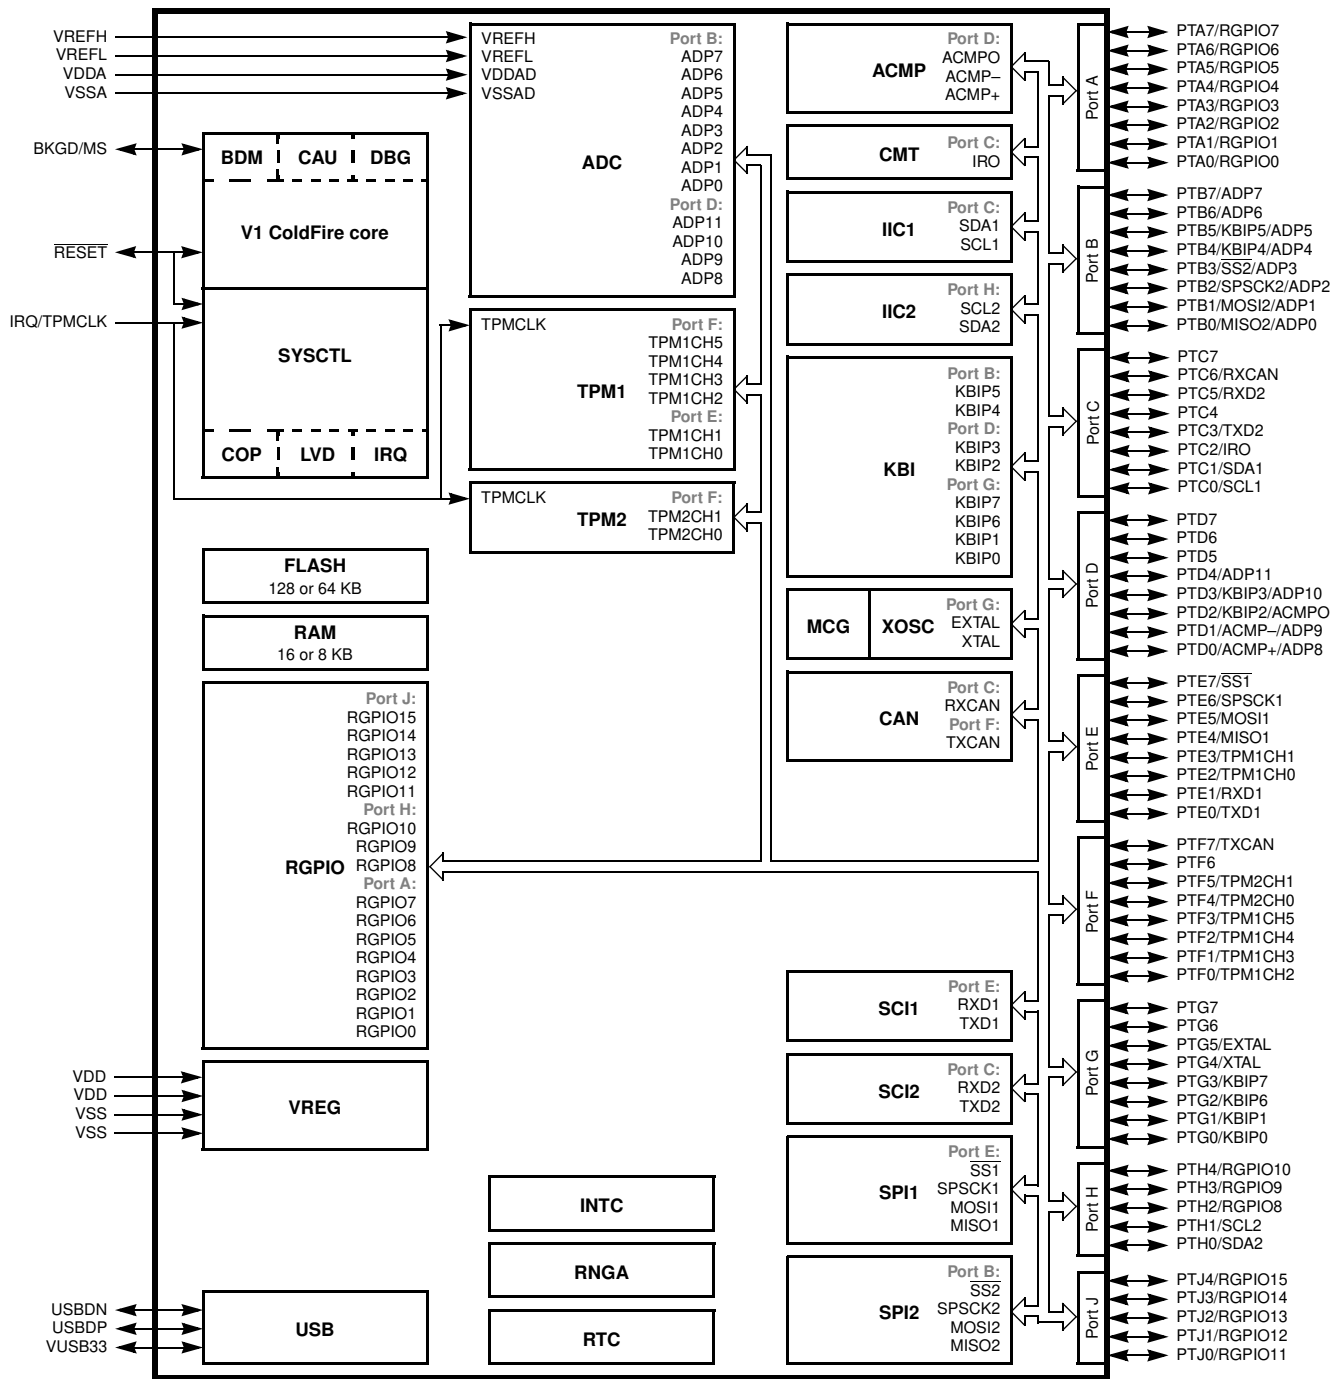 VREFH
VREFL
VDDA
VSSA
BKGD/MS
RESET
IRQ/TPMCLK
VDD
VDD
VSS
VSS
USBDN
USBDP
VUSB33
BDM
CAU
DBG
V1 ColdFire core
SYSCTL
COP
LVD
IRQ
FLASH
128 or 64 KB
RAM
16 or 8 KB
RGPIO
Port J:
RGPIO15
RGPIO14
RGPIO13
RGPIO12
RGPIO11
Port H:
RGPIO10
RGPIO9
RGPIO8
Port A:
RGPIO7
RGPIO6
RGPIO5
RGPIO4
RGPIO3
RGPIO2
RGPIO1
RGPIO0
VREG
USB
VREFH
VREFL
VDDAD
VSSAD
ADC
Port B:
ADP7
ADP6
ADP5
ADP4
ADP3
ADP2
ADP1
ADP0
Port D:
ADP11
ADP10
ADP9
ADP8
TPMCLK
TPM1
Port F:
TPM1CH5
TPM1CH4
TPM1CH3
TPM1CH2
Port E:
TPM1CH1
TPM1CH0
TPMCLK
TPM2
Port F:
TPM2CH1
TPM2CH0
INTC
RNGA
RTC
ACMP
Port D:
ACMPO
ACMP–
ACMP+
CMT
Port C:
IRO
IIC1
Port C:
SDA1
SCL1
IIC2
Port H:
SCL2
SDA2
KBI
Port B:
KBIP5
KBIP4
Port D:
KBIP3
KBIP2
Port G:
KBIP7
KBIP6
KBIP1
KBIP0
MCG
XOSC
Port G:
EXTAL
XTAL
CAN
Port C:
RXCAN
Port F:
TXCAN
SCI1
Port E:
RXD1
TXD1
SCI2
Port C:
RXD2
TXD2
SPI1
Port E:
SS1
SPSCK1
MOSI1
MISO1
SPI2
Port B:
SS2
SPSCK2
MOSI2
MISO2
Port A
PTA7/RGPIO7
PTA6/RGPIO6
PTA5/RGPIO5
PTA4/RGPIO4
PTA3/RGPIO3
PTA2/RGPIO2
PTA1/RGPIO1
PTA0/RGPIO0
Port B
PTB7/ADP7
PTB6/ADP6
PTB5/KBIP5/ADP5
PTB4/KBIP4/ADP4
PTB3/SS2/ADP3
PTB2/SPSCK2/ADP2
PTB1/MOSI2/ADP1
PTB0/MISO2/ADP0
Port C
PTC7
PTC6/RXCAN
PTC5/RXD2
PTC4
PTC3/TXD2
PTC2/IRO
PTC1/SDA1
PTC0/SCL1
Port D
PTD7
PTD6
PTD5
PTD4/ADP11
PTD3/KBIP3/ADP10
PTD2/KBIP2/ACMPO
PTD1/ACMP–/ADP9
PTD0/ACMP+/ADP8
Port E
PTE7/SS1
PTE6/SPSCK1
PTE5/MOSI1
PTE4/MISO1
PTE3/TPM1CH1
PTE2/TPM1CH0
PTE1/RXD1
PTE0/TXD1
Port F
PTF7/TXCAN
PTF6
PTF5/TPM2CH1
PTF4/TPM2CH0
PTF3/TPM1CH5
PTF2/TPM1CH4
PTF1/TPM1CH3
PTF0/TPM1CH2
Port G
PTG7
PTG6
PTG5/EXTAL
PTG4/XTAL
PTG3/KBIP7
PTG2/KBIP6
PTG1/KBIP1
PTG0/KBIP0
Port H
PTH4/RGPIO10
PTH3/RGPIO9
PTH2/RGPIO8
PTH1/SCL2
PTH0/SDA2
Port J
PTJ4/RGPIO15
PTJ3/RGPIO14
PTJ2/RGPIO13
PTJ1/RGPIO12
PTJ0/RGPIO11